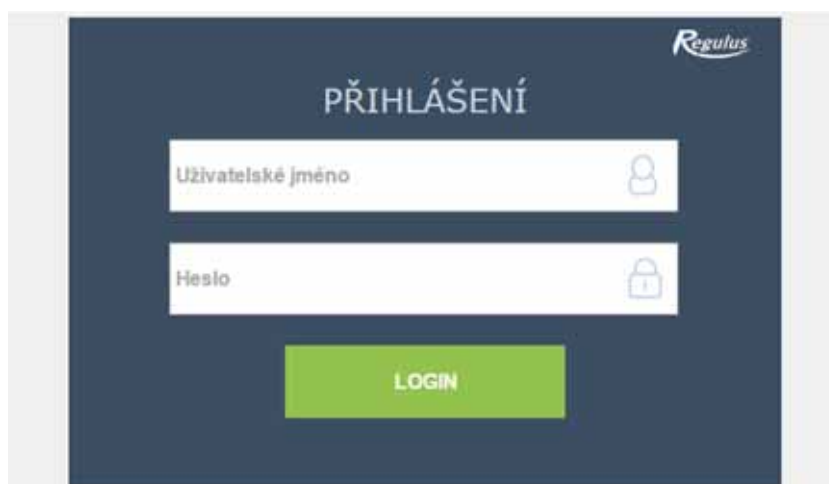 Regulus
PŘIHLÁŠENÍ
Uživatelské jméno
Heslo
LOGIN